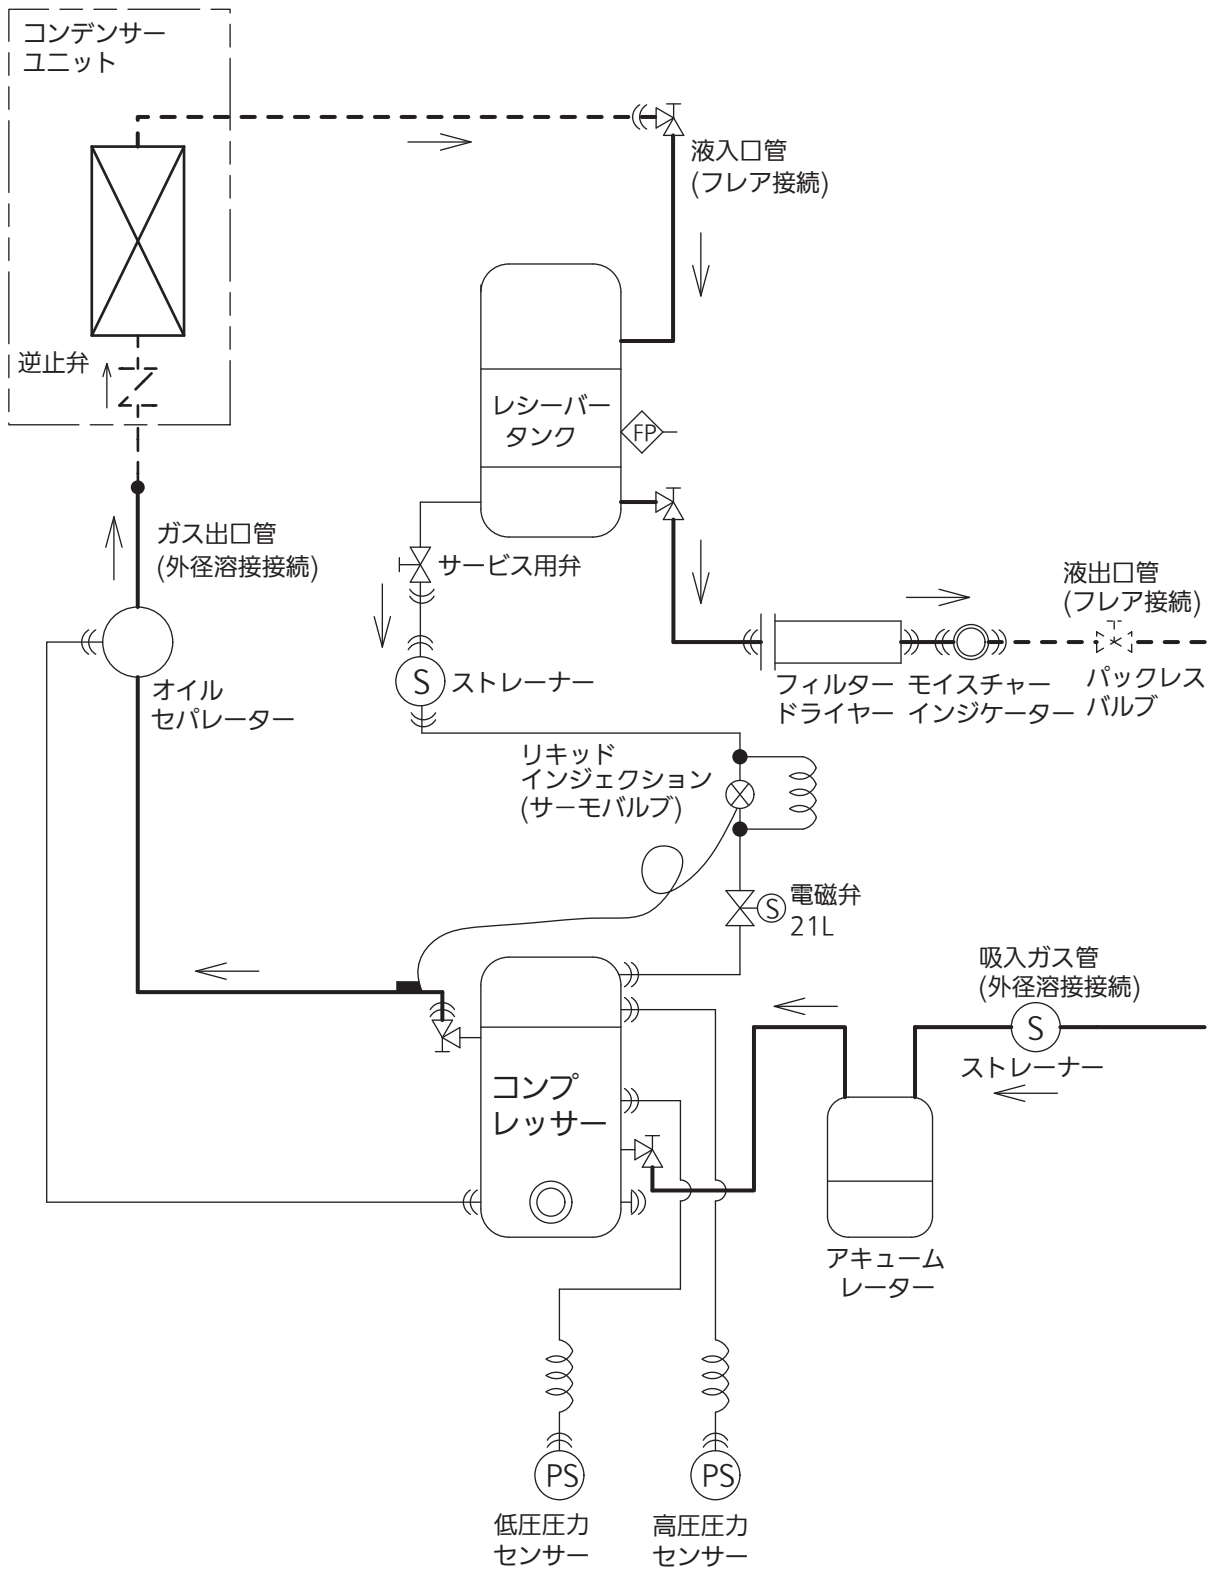 コンデンサー
ユニット
液入口管
(フレア接続)
逆止弁
レシーバー
タンク
FP
ガス出口管
(外径溶接接続)
サービス用弁
液出口管
(フレア接続)
S
ストレーナー
オイル
セパレーター
フィルター
ドライヤー
モイスチャー
インジケーター
パックレス
バルブ
リキッド
インジェクション
(サーモバルブ)
S
電磁弁
21L
吸入ガス管
(外径溶接接続)
S
ストレーナー
コンプ
レッサー
アキューム
レーター
PS
低圧圧力
センサー
PS
高圧圧力
センサー